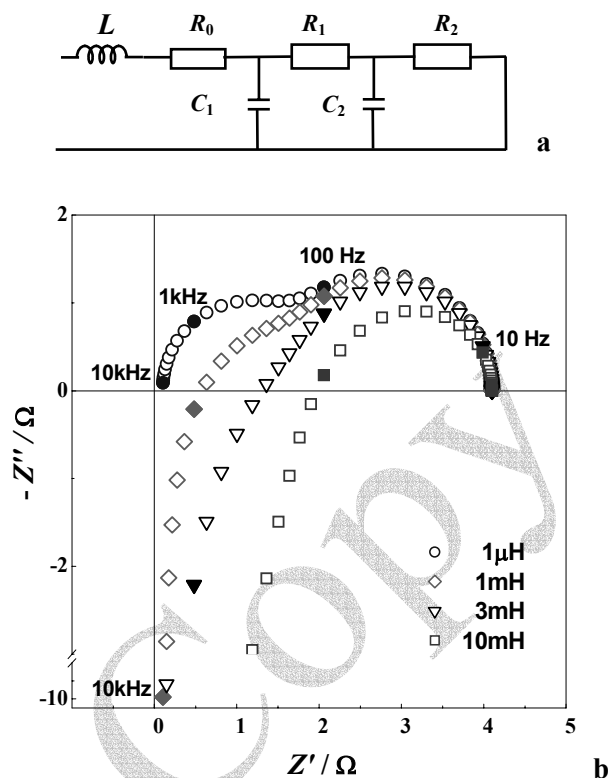 L R₀ R₁ R₂
C₁ C₂
a
2
100 Hz
1kHz
1
10 Hz
10kHz
0
- Z'' / Ω
-2
1μH
1mH
3mH
10mH
10kHz
-10
0 1 2 3 4 5
Z' / Ω
b
Copy